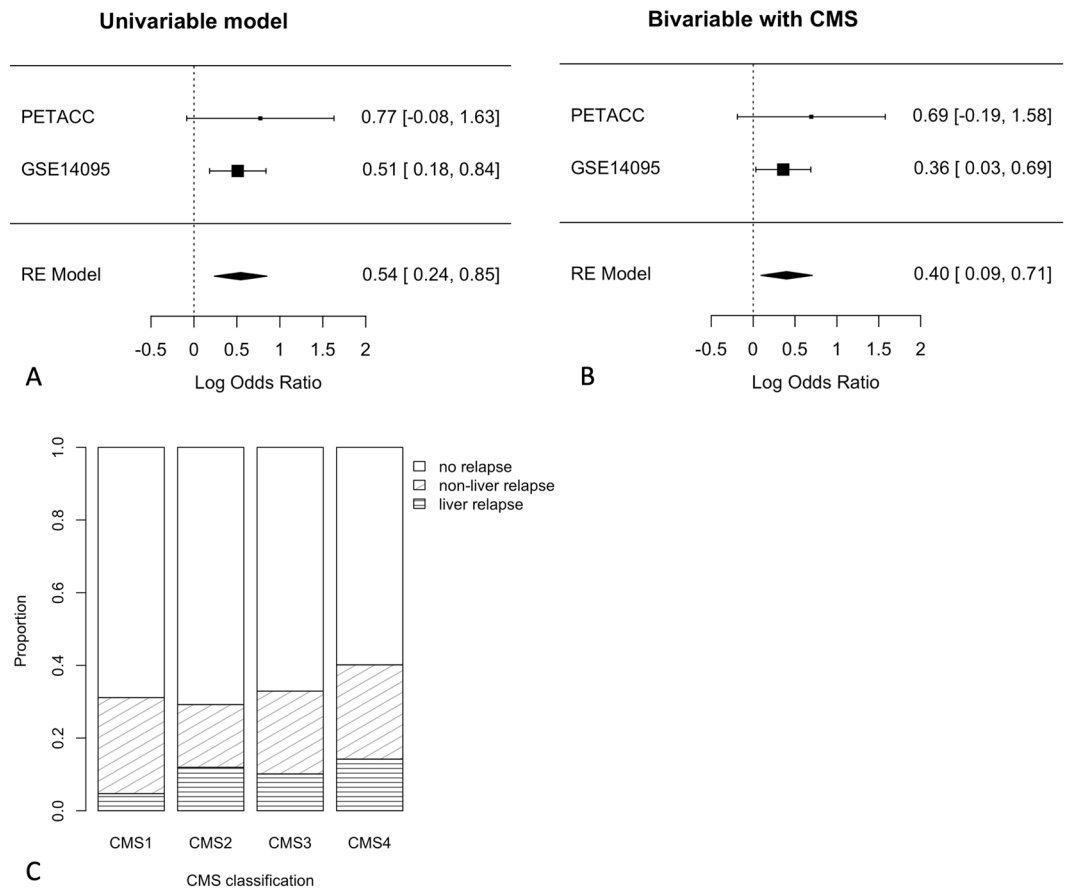 Univariable model
PETACC 0.77 [-0.08, 1.63]
GSE14095 0.51 [ 0.18, 0.84]
RE Model 0.54 [ 0.24, 0.85]
-0.5 0 0.5 1 1.5 2
Log Odds Ratio
A
Bivariable with CMS
PETACC 0.69 [-0.19, 1.58]
GSE14095 0.36 [ 0.03, 0.69]
RE Model 0.40 [ 0.09, 0.71]
-0.5 0 0.5 1 1.5 2
Log Odds Ratio
B
Proportion
1.0
0.8
0.6
0.4
0.2
0.0
no relapse
non-liver relapse
liver relapse
CMS1 CMS2 CMS3 CMS4
CMS classification
C